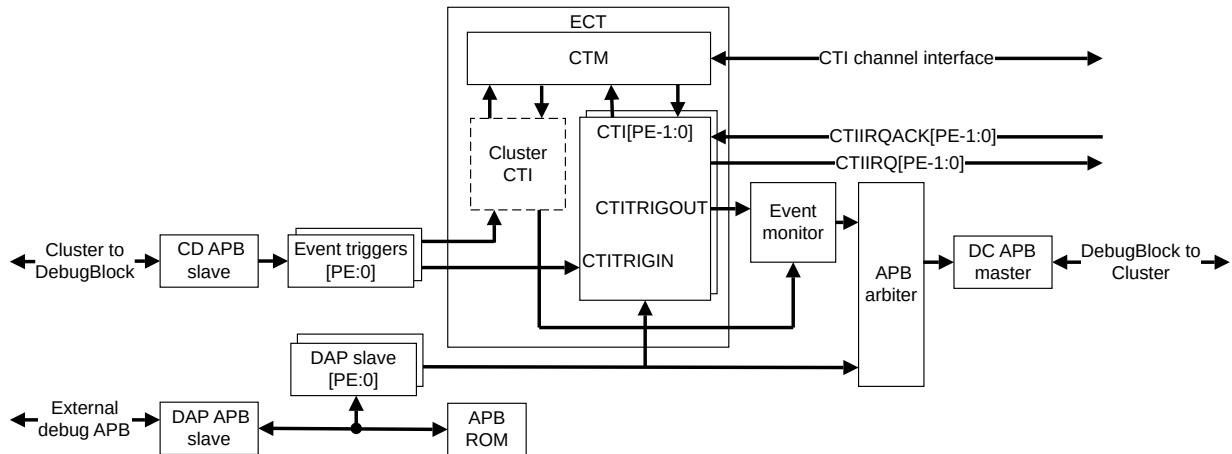 ECT
CTM
CTI channel interface
CTI[PE-1:0]
CTIIRQACK[PE-1:0]
CTIIRQ[PE-1:0]
Cluster
CTI
CTITRIGOUT
Event
monitor
Cluster to
DebugBlock
CD APB
slave
Event triggers
[PE:0]
CTITRIGIN
APB
arbiter
DC APB
master
DebugBlock to
Cluster
DAP slave
[PE:0]
External
debug APB
DAP APB
slave
APB
ROM